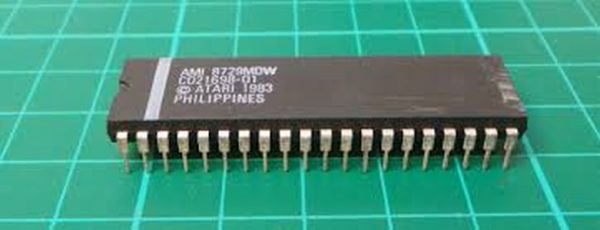 AMI 8729MDW
C021698-01
© ATARI 1983
PHILIPPINES